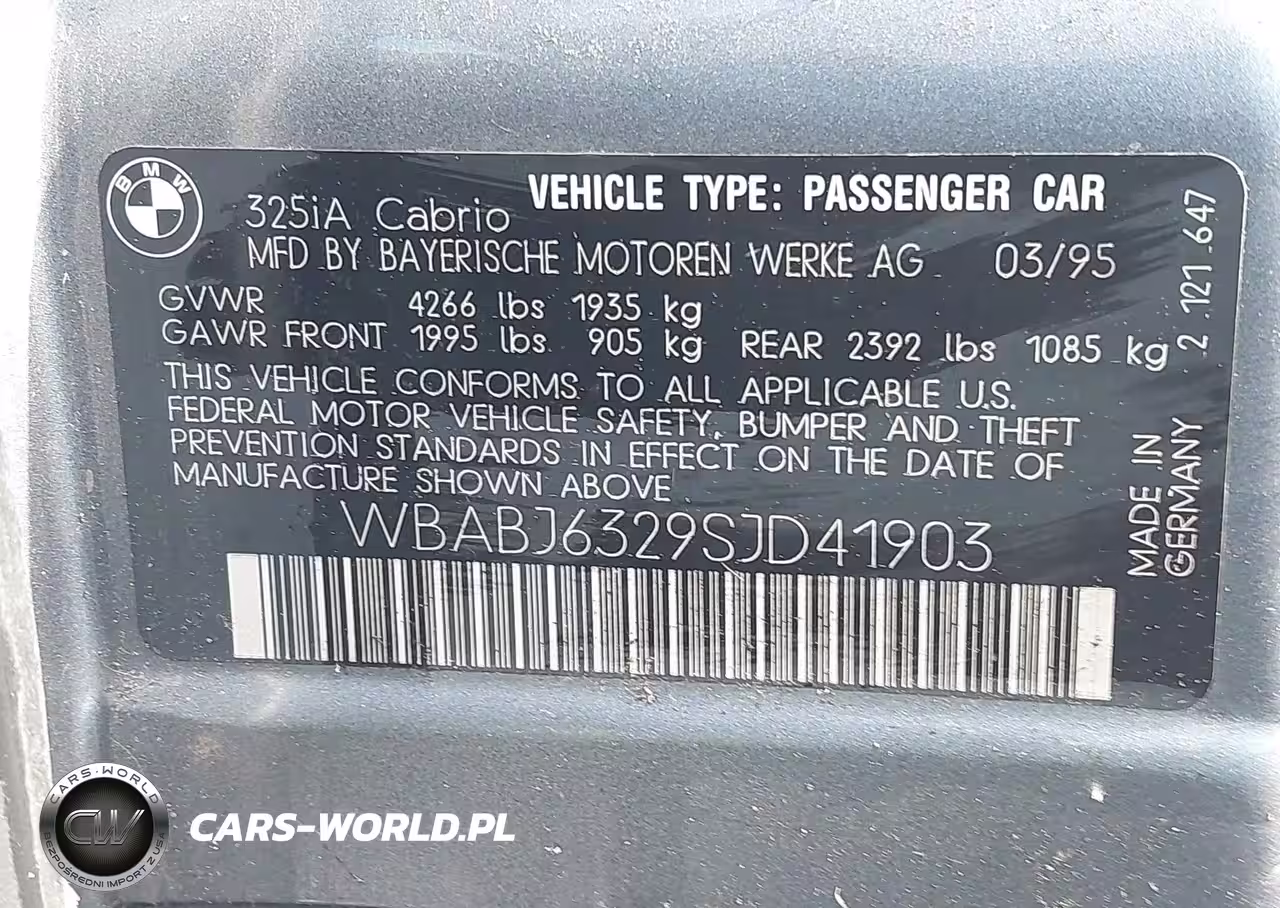 BMW
VEHICLE TYPE: PASSENGER CAR
325iA Cabrio
MFD BY BAYERISCHE MOTOREN WERKE AG 03/95
GVWR 4266 lbs 1935 kg
GAWR FRONT 1995 lbs 905 kg REAR 2392 lbs 1085 kg
THIS VEHICLE CONFORMS TO ALL APPLICABLE U.S.
FEDERAL MOTOR VEHICLE SAFETY, BUMPER AND THEFT
PREVENTION STANDARDS IN EFFECT ON THE DATE OF
MANUFACTURE SHOWN ABOVE
WBABJ6329SJD41903
2 121 647
MADE IN
GERMANY
CARS-WORLD
CW
BEZPOŚREDNI IMPORT Z USA
CARS-WORLD.PL